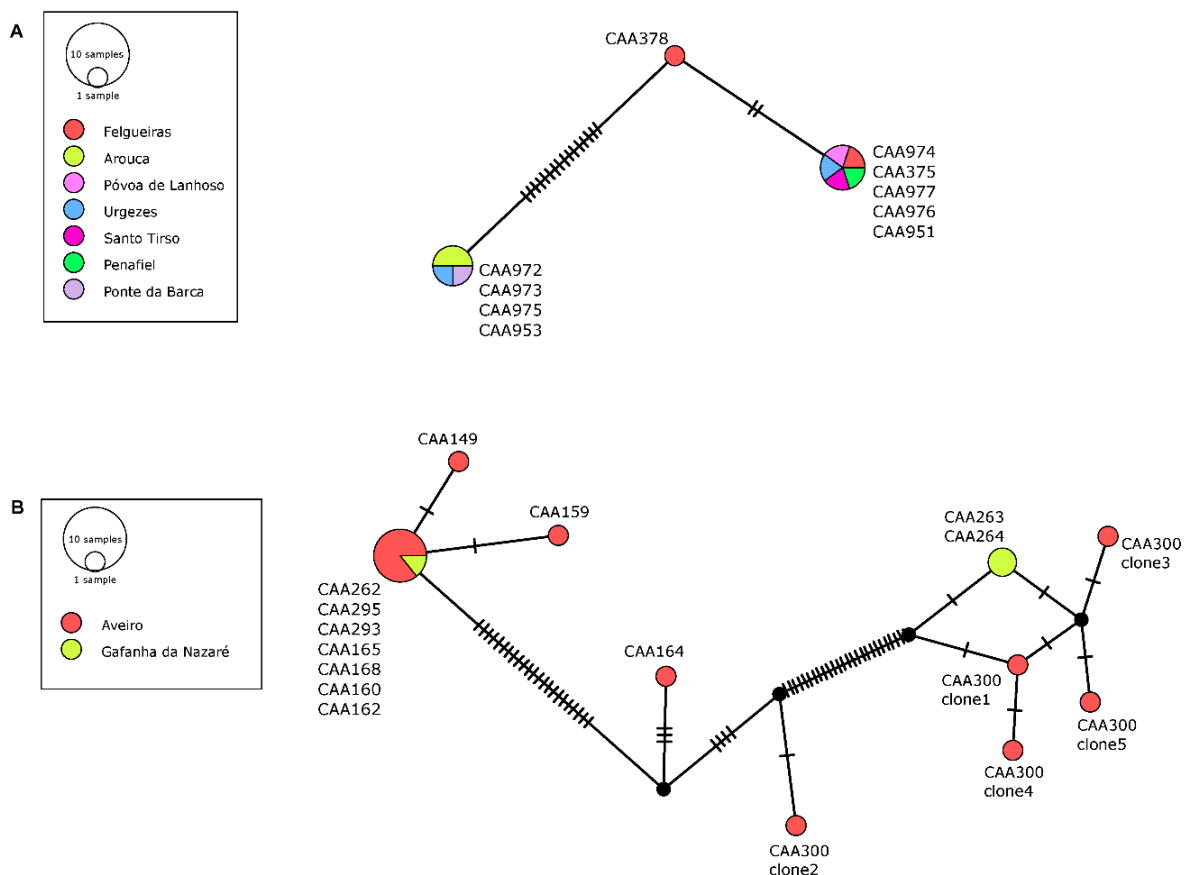 A
10 samples
1 sample
Felgueiras
Arouca
Póvoa de Lanhoso
Urgezes
Santo Tirso
Penafiel
Ponte da Barca
CAA378
CAA974
CAA375
CAA977
CAA976
CAA951
CAA972
CAA973
CAA975
CAA953
B
10 samples
1 sample
Aveiro
Gafanha da Nazaré
CAA149
CAA159
CAA262
CAA295
CAA293
CAA165
CAA168
CAA160
CAA162
CAA164
CAA300
clone2
CAA263
CAA264
CAA300
clone3
CAA300
clone1
CAA300
clone5
CAA300
clone4